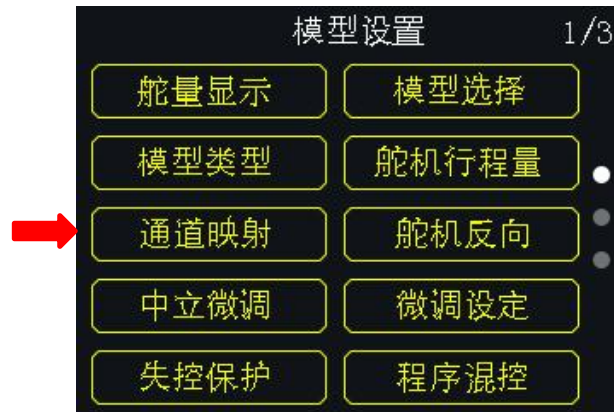 模型设置 1/3
舵量显示 模型选择
模型类型 舵机行程量
通道映射 舵机反向
中立微调 微调设定
失控保护 程序混控